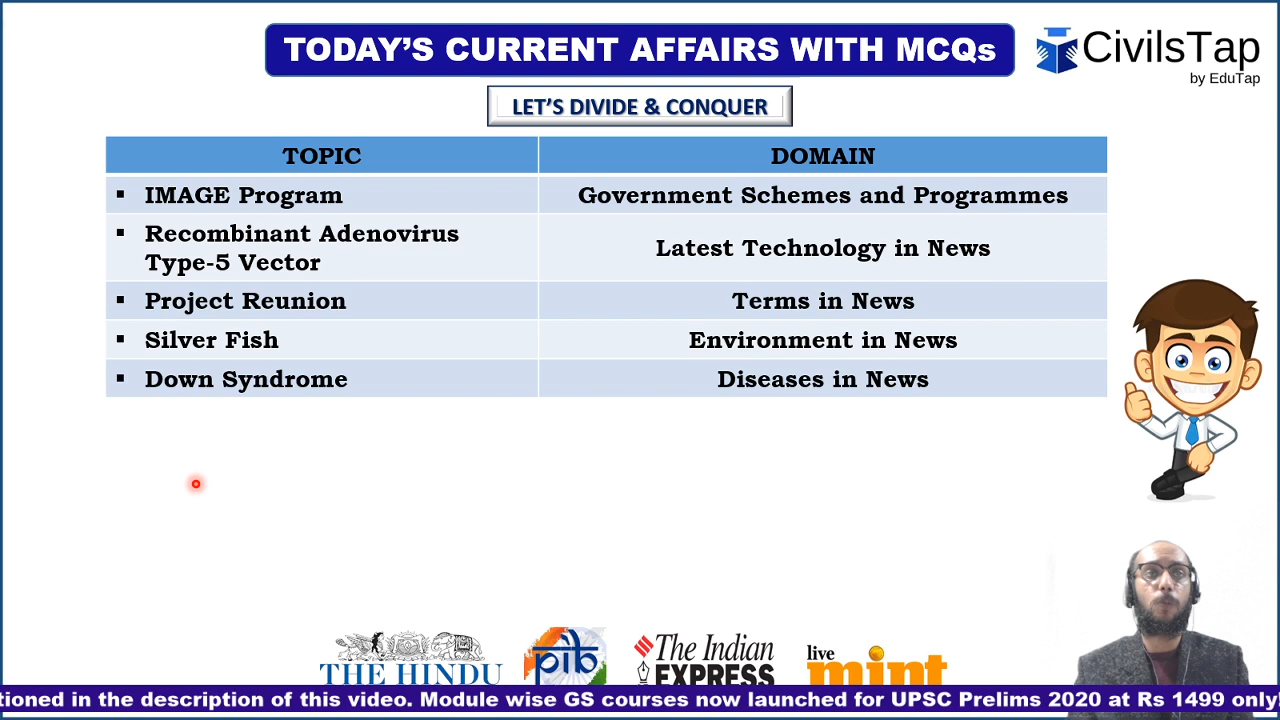 TODAY'S CURRENT AFFAIRS WITH MCQs
CivilsTap
by EduTap
LET'S DIVIDE & CONQUER
TOPIC DOMAIN
▪ IMAGE Program Government Schemes and Programmes
▪ Recombinant Adenovirus
Type-5 Vector Latest Technology in News
▪ Project Reunion Terms in News
▪ Silver Fish Environment in News
▪ Down Syndrome Diseases in News
THE HINDU
pib
The Indian
EXPRESS
live
mint
tioned in the description of this video. Module wise GS courses now launched for UPSC Prelims 2020 at Rs 1499 only!